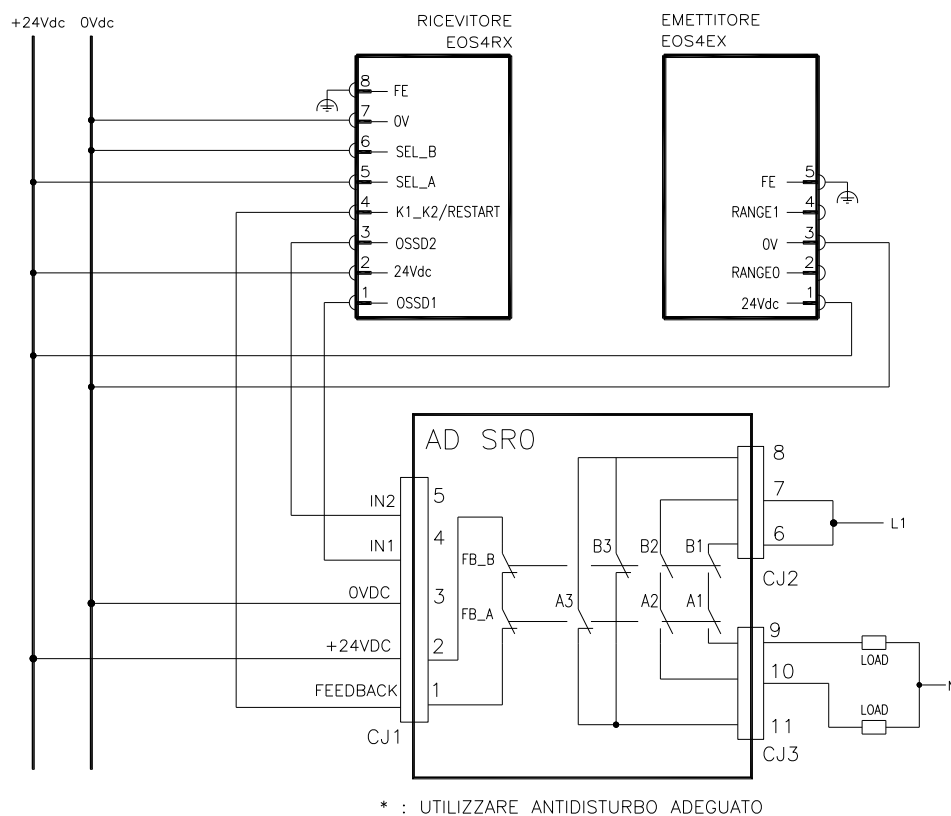 +24Vdc 0Vdc
RICEVITORE
EOS4RX
EMETTITORE
EOS4EX
8 FE
7 0V
6 SEL_B
5 SEL_A
4 K1_K2/RESTART
3 OSSD2
2 24Vdc
1 OSSD1
FE 5
RANGE1 4
0V 3
RANGE0 2
24Vdc 1
AD SR0
IN2 5
IN1 4
0VDC 3
+24VDC 2
FEEDBACK 1
CJ1
FB_B
FB_A
B3 B2 B1
A3 A2 A1
8
7
6
L1
CJ2
9
10
11
CJ3
LOAD
LOAD
N
* : UTILIZZARE ANTIDISTURBO ADEGUATO